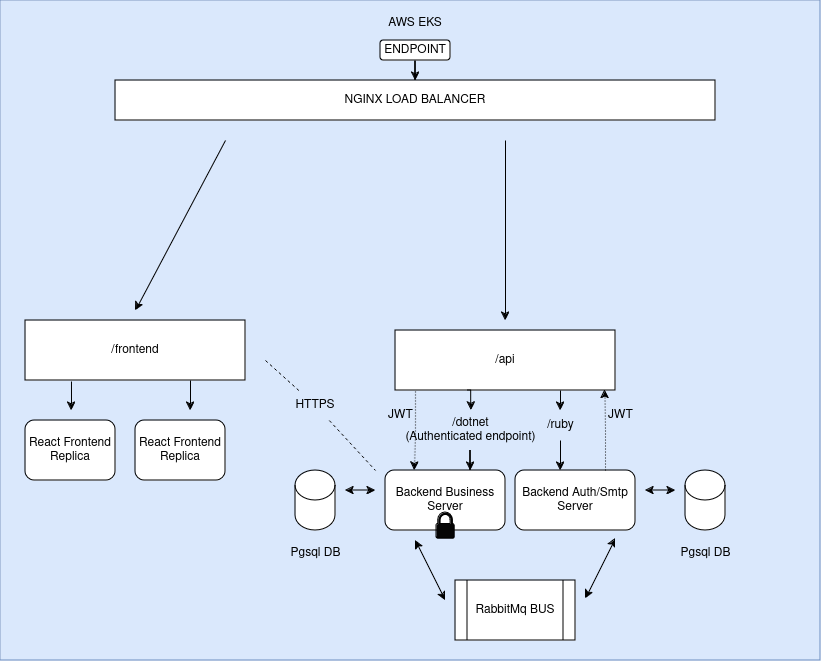 AWS EKS
ENDPOINT
NGINX LOAD BALANCER
/frontend
/api
HTTPS
JWT
/dotnet
(Authenticated endpoint)
/ruby
JWT
React Frontend
Replica
React Frontend
Replica
Backend Business
Server
Backend Auth/Smtp
Server
Pgsql DB
Pgsql DB
RabbitMq BUS